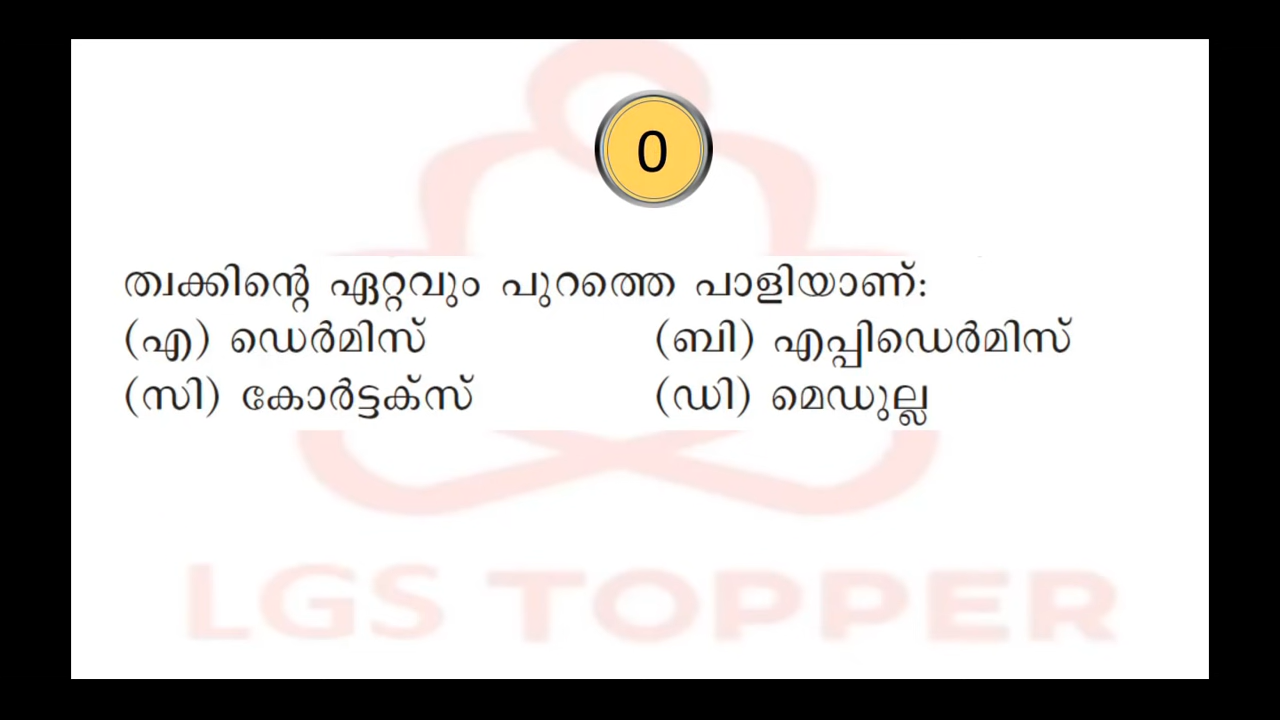 0
ത്വക്കിന്റെ ഏറ്റവും പുറത്തെ പാളിയാണ്:
(എ) ഡെർമിസ് (ബി) എപ്പിഡെർമിസ്
(സി) കോർട്ടക്സ് (ഡി) മെഡുല്ല
LGS TOPPER